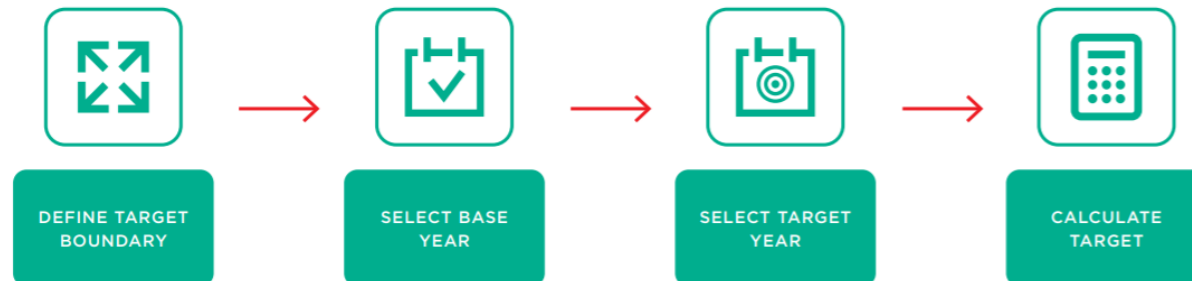 DEFINE TARGET
BOUNDARY
SELECT BASE
YEAR
SELECT TARGET
YEAR
CALCULATE
TARGET